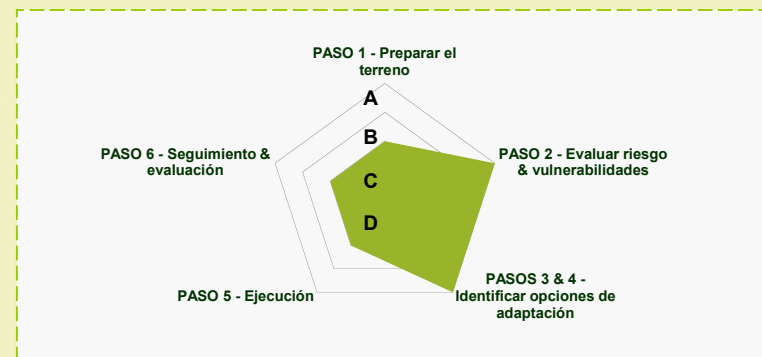 PASO 1 - Preparar el
terreno
A
B
PASO 6 - Seguimiento &
evaluación
PASO 2 - Evaluar riesgo
& vulnerabilidades
C
D
PASO 5 - Ejecución
PASOS 3 & 4 -
Identificar opciones de
adaptación